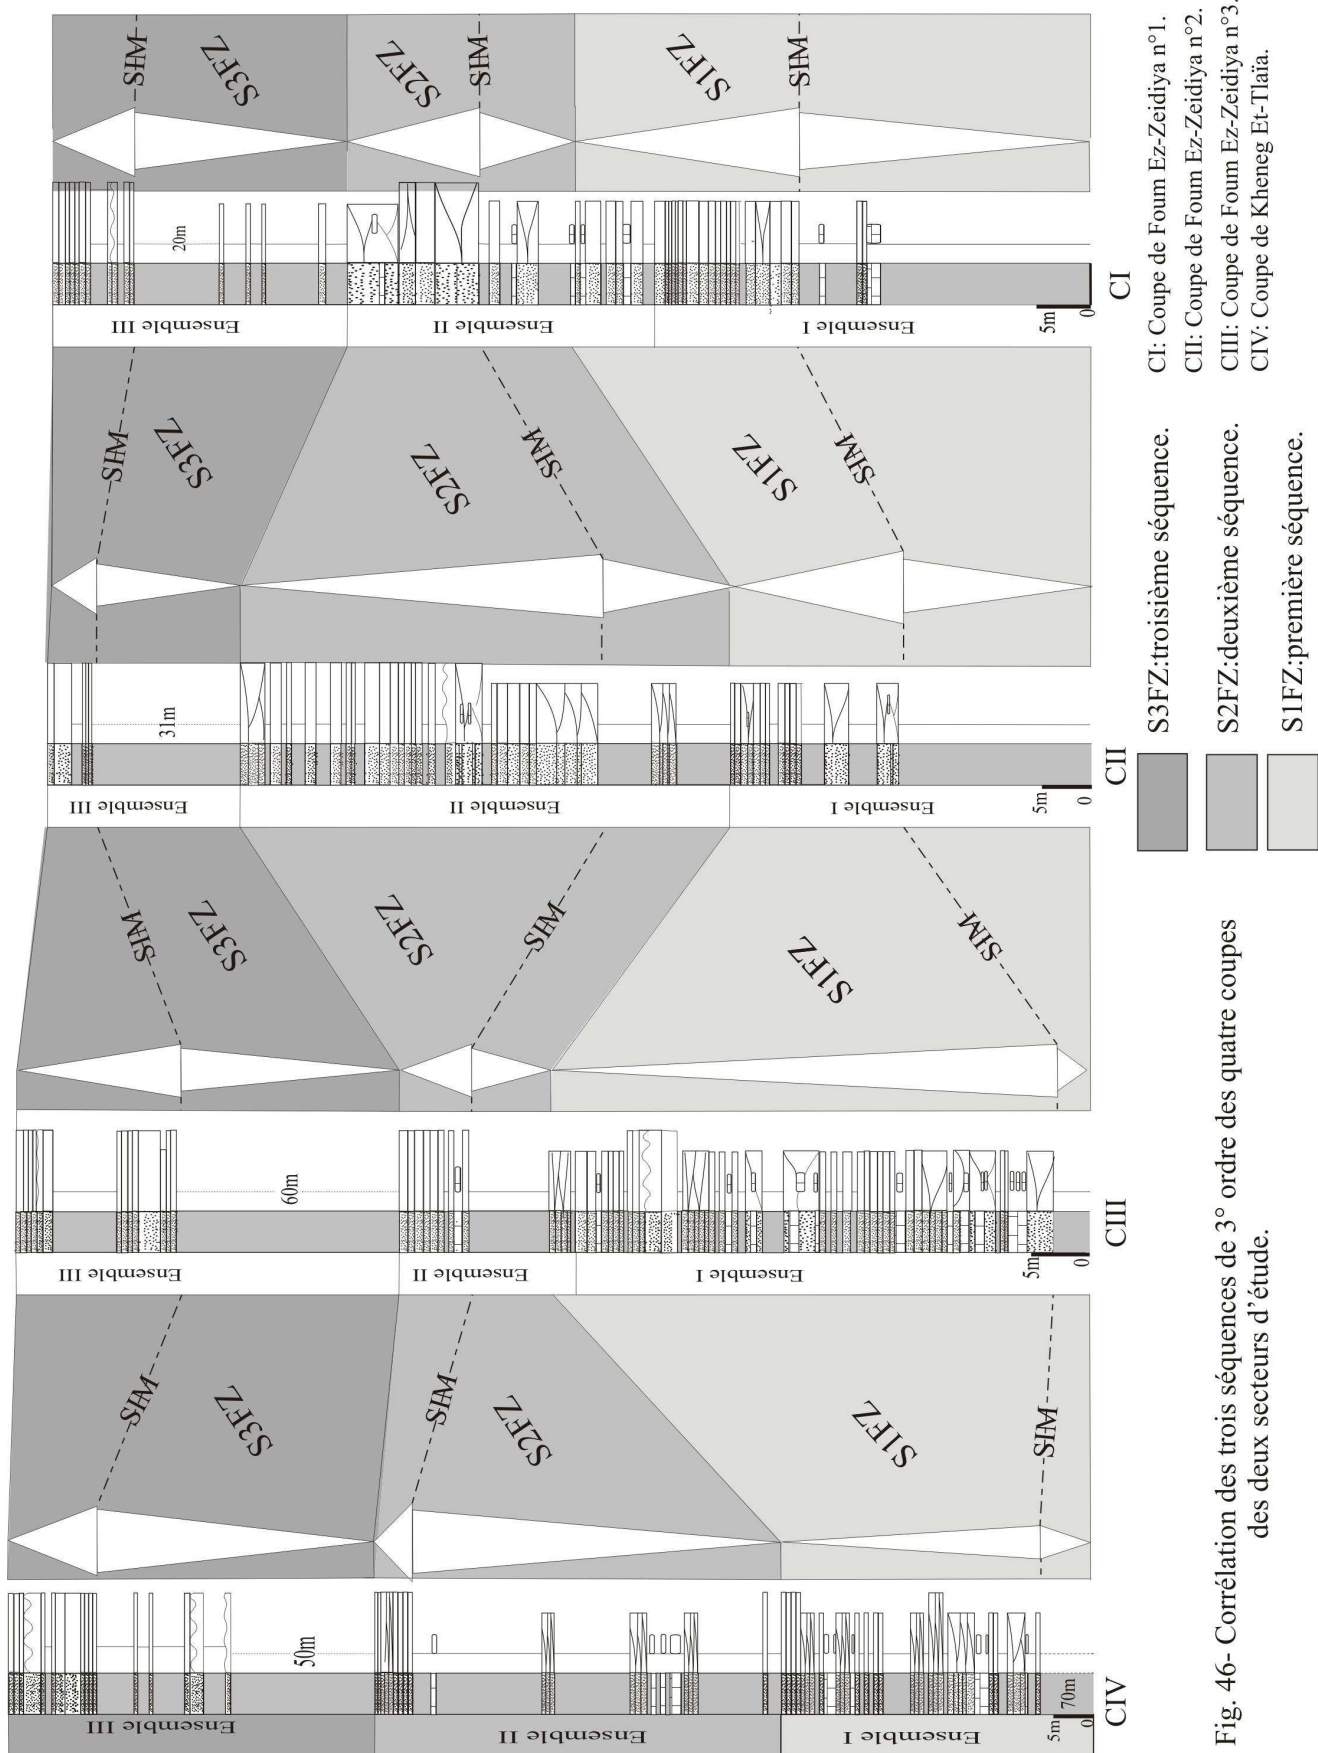 SIM
S3FZ
S2FZ
SIM
S1FZ
SIM
20m
Ensemble III
Ensemble II
Ensemble I
5m
0
CI
SIM
S3FZ
S2FZ
SIM
S1FZ
SIM
31m
Ensemble III
Ensemble II
Ensemble I
5m
0
CII
SIM
S3FZ
S2FZ
SIM
S1FZ
SIM
60m
Ensemble III
Ensemble II
Ensemble I
5m
0
CIII
SIM
S3FZ
SIM
S2FZ
S1FZ
SIM
50m
Ensemble III
Ensemble II
Ensemble I
5m
0
70m
CIV
CI: Coupe de Foum Ez-Zeidiya n°1.
CII: Coupe de Foum Ez-Zeidiya n°2.
CIII: Coupe de Foum Ez-Zeidiya n°3.
CIV: Coupe de Kheneg Et-Tlaïa.
S3FZ:troisième séquence.
S2FZ:deuxième séquence.
S1FZ:première séquence.
Fig. 46- Corrélation des trois séquences de 3° ordre des quatre coupes
des deux secteurs d'étude.